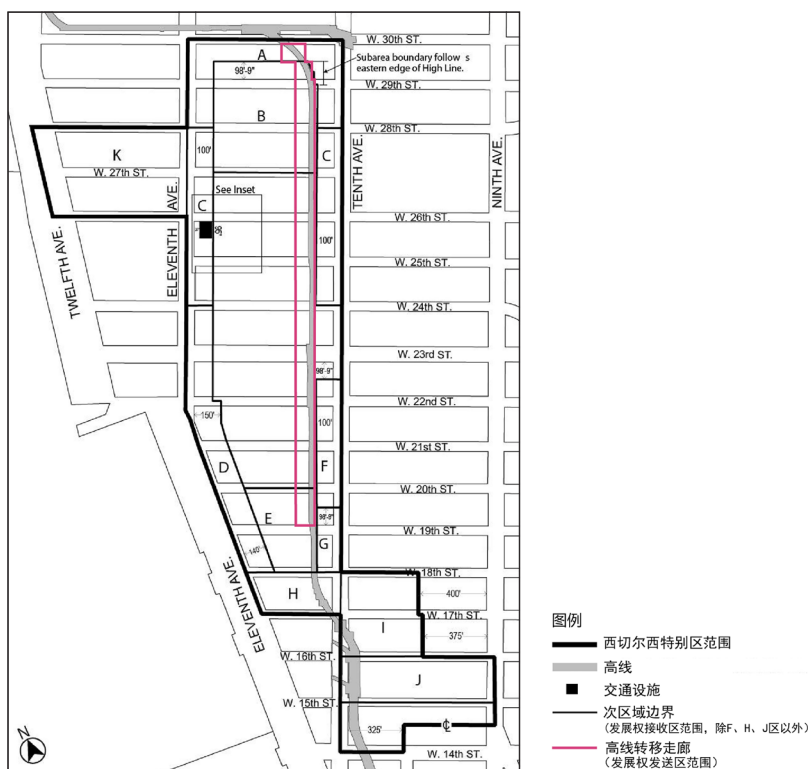 W. 30th ST.
A
Subarea boundary follow s
eastern edge of High Line.
98'-9"
W. 29th ST.
B
W. 28th ST.
K
100'
C
TENTH AVE.
NINTH AVE.
W. 27th ST.
AVE.
See Inset
C
W. 26th ST.
ELEVENTH
TWELFTH AVE.
100'
W. 25th ST.
W. 24th ST.
W. 23rd ST.
98'-9"
W. 22nd ST.
150'
100'
W. 21st ST.
D
F
W. 20th ST.
E
98'-9"
W. 19th ST.
140'
G
W. 18th ST.
ELEVENTH AVE.
H
400'
W. 17th ST.
I
375'
W. 16th ST.
J
W. 15th ST.
325'
W. 14th ST.
N
图例
西切尔西特别区范围
高线
交通设施
次区域边界
(发展权接收区范围，除F、H、J区以外)
高线转移走廊
(发展权发送区范围)